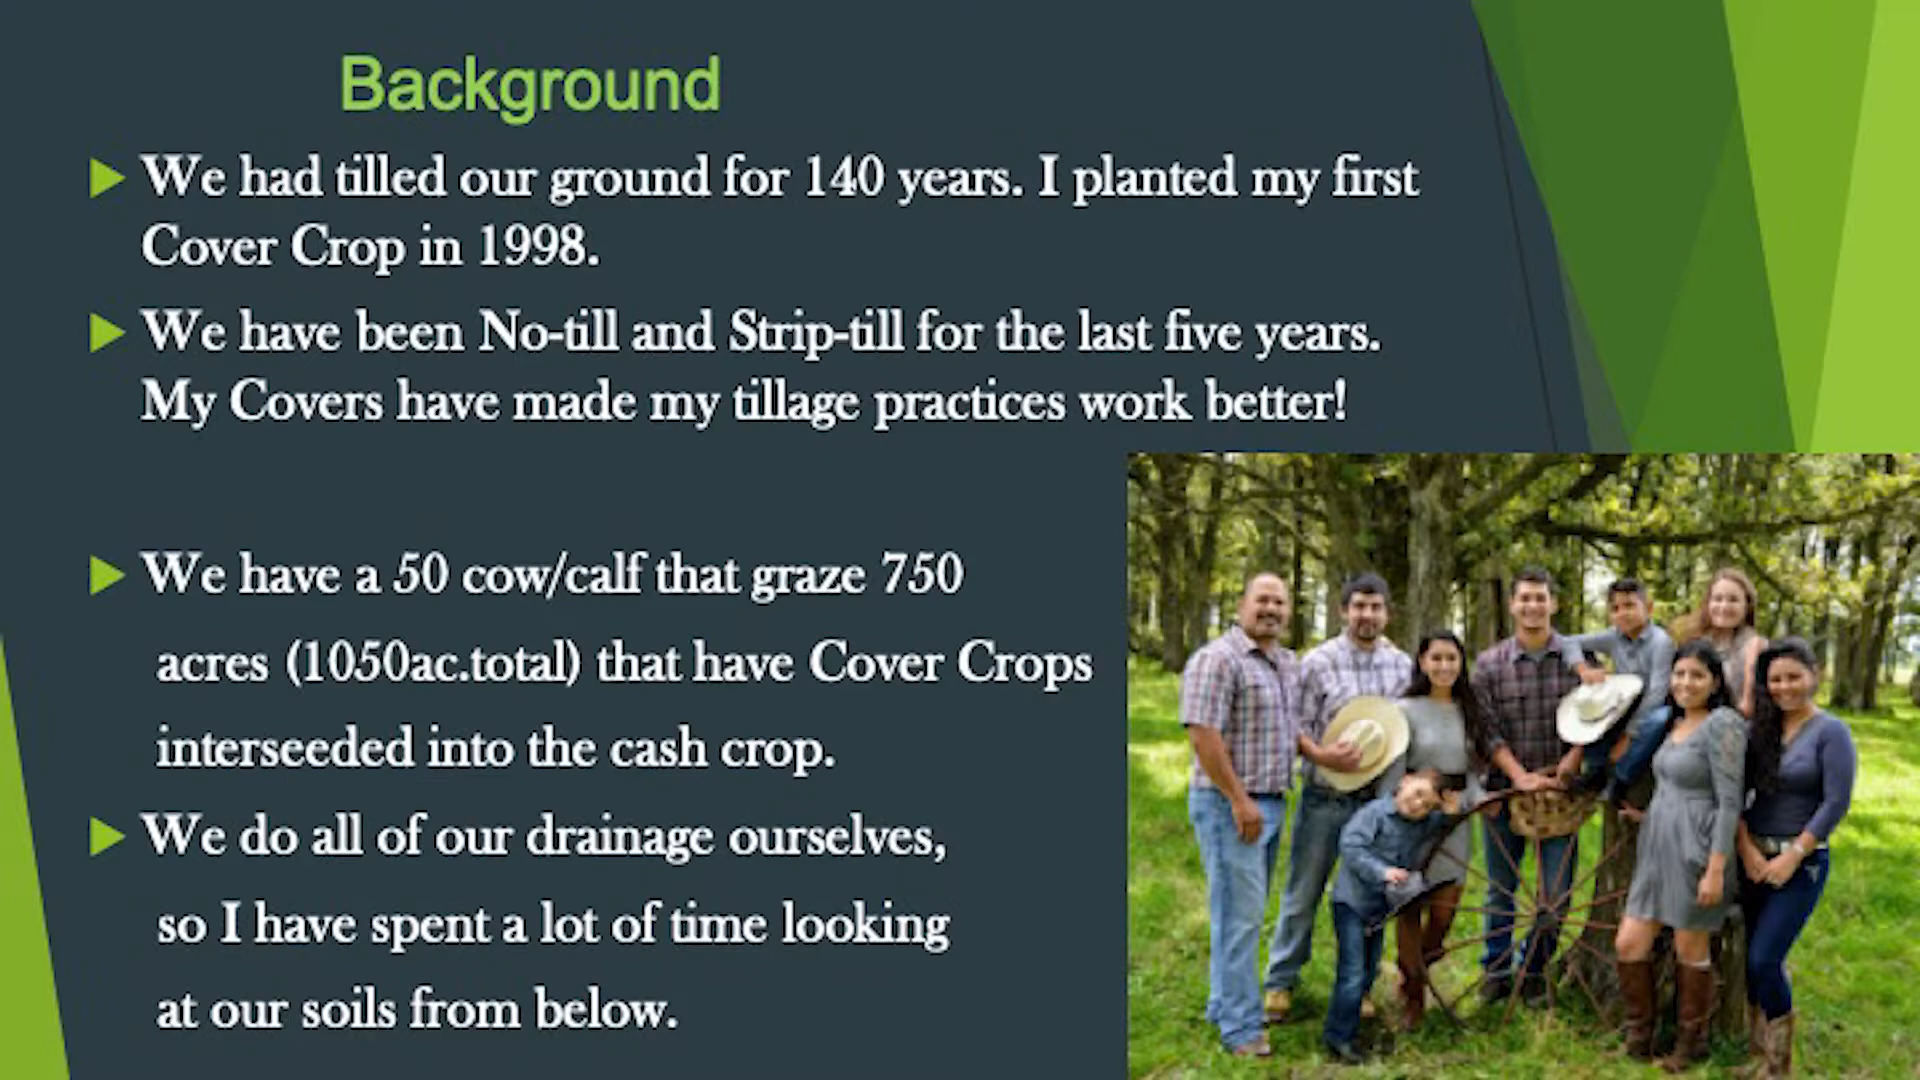 Background
We had tilled our ground for 140 years. I planted my first
Cover Crop in 1998.
We have been No-till and Strip-till for the last five years.
My Covers have made my tillage practices work better!
We have a 50 cow/calf that graze 750
acres (1050ac.total) that have Cover Crops
interseeded into the cash crop.
We do all of our drainage ourselves,
so I have spent a lot of time looking
at our soils from below.